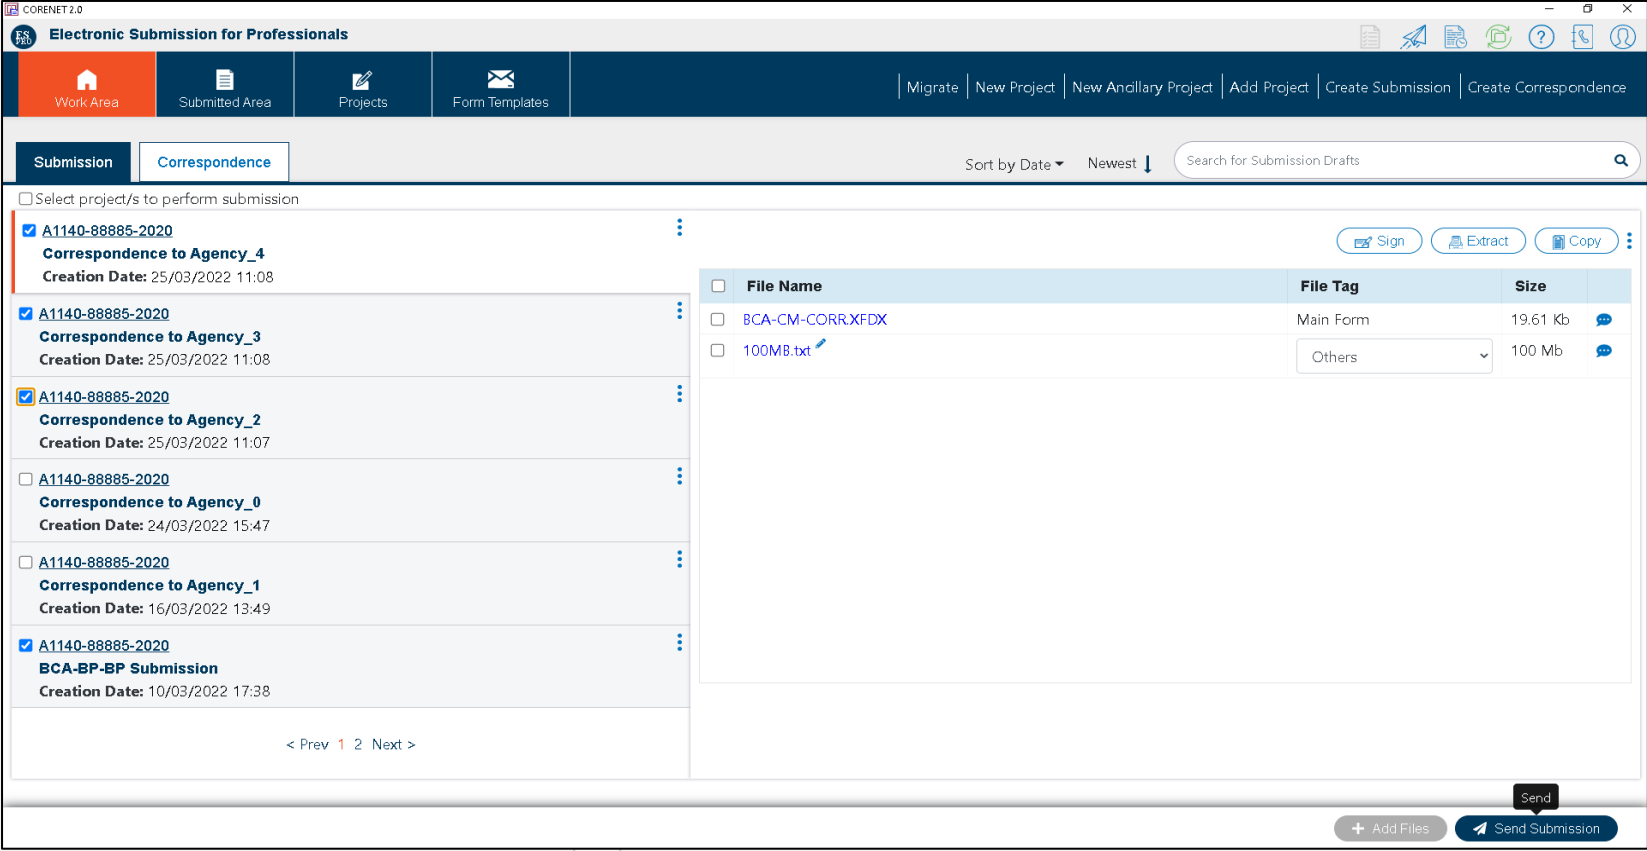 CORENET 2.0
Electronic Submission for Professionals
Work Area
Submitted Area
Projects
Form Templates
Migrate
New Project
New Ancillary Project
Add Project
Create Submission
Create Correspondence
Submission
Correspondence
Sort by Date
Newest
Search for Submission Drafts
Select project/s to perform submission
A1140-88885-2020
Correspondence to Agency_4
Creation Date: 25/03/2022 11:08
A1140-88885-2020
Correspondence to Agency_3
Creation Date: 25/03/2022 11:08
A1140-88885-2020
Correspondence to Agency_2
Creation Date: 25/03/2022 11:07
A1140-88885-2020
Correspondence to Agency_0
Creation Date: 24/03/2022 15:47
A1140-88885-2020
Correspondence to Agency_1
Creation Date: 16/03/2022 13:49
A1140-88885-2020
BCA-BP-BP Submission
Creation Date: 10/03/2022 17:38
< Prev 1 2 Next >
Sign
Extract
Copy
File Name File Tag Size
BCA-CM-CORR.XFDX Main Form 19.61 Kb
100MB.txt Others 100 Mb
Send
+ Add Files
Send Submission